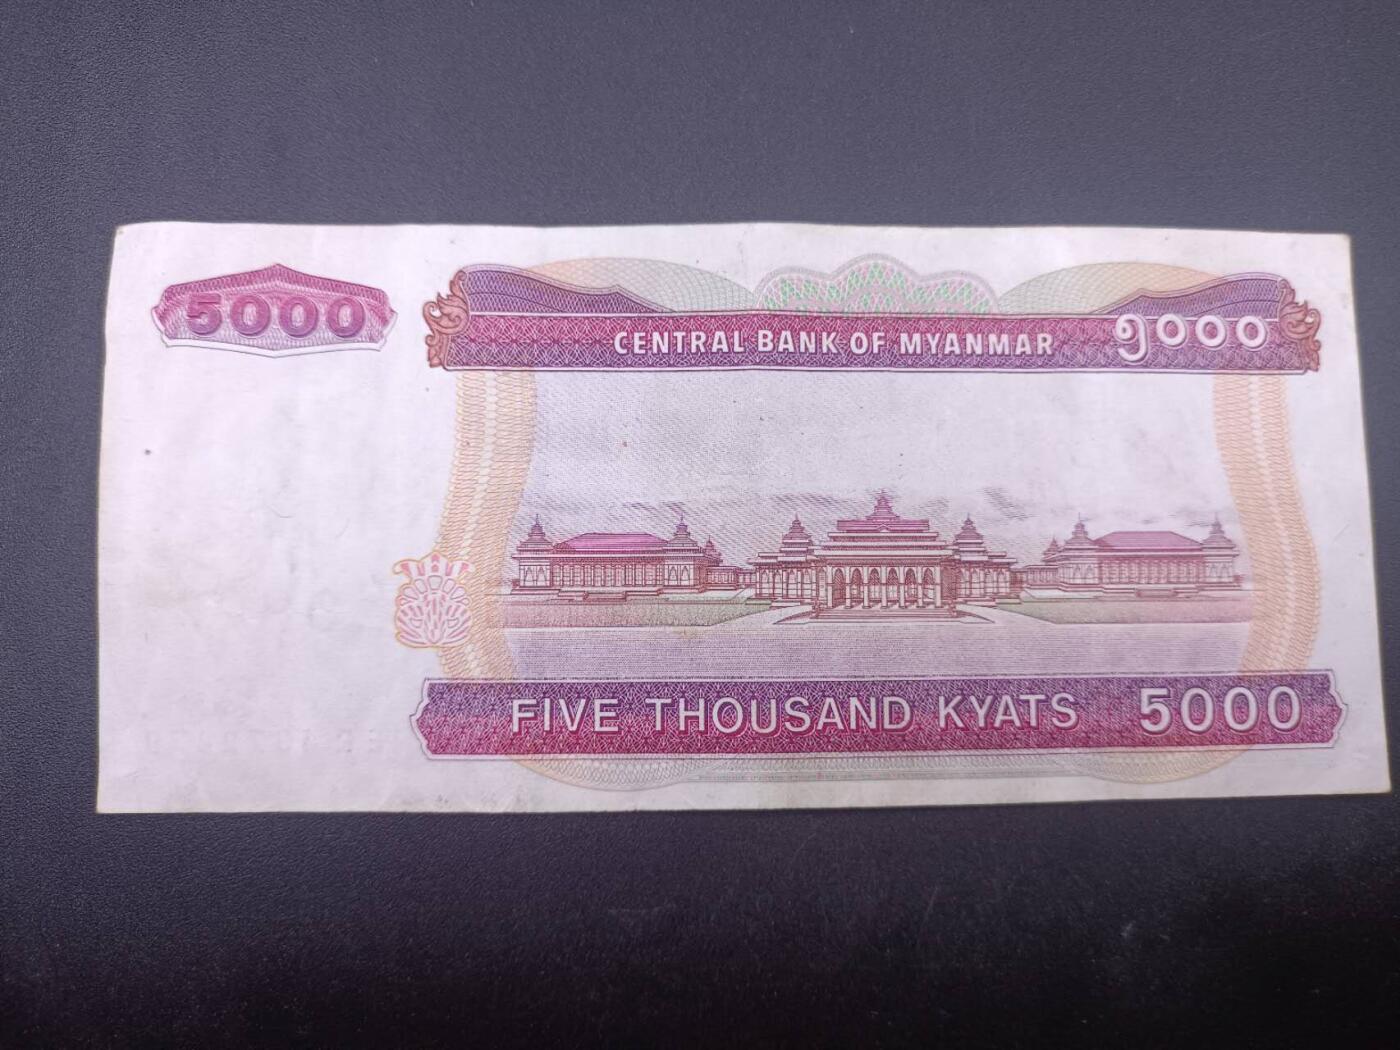 5000
CENTRAL BANK OF MYANMAR ၅၀၀၀
FIVE THOUSAND KYATS 5000